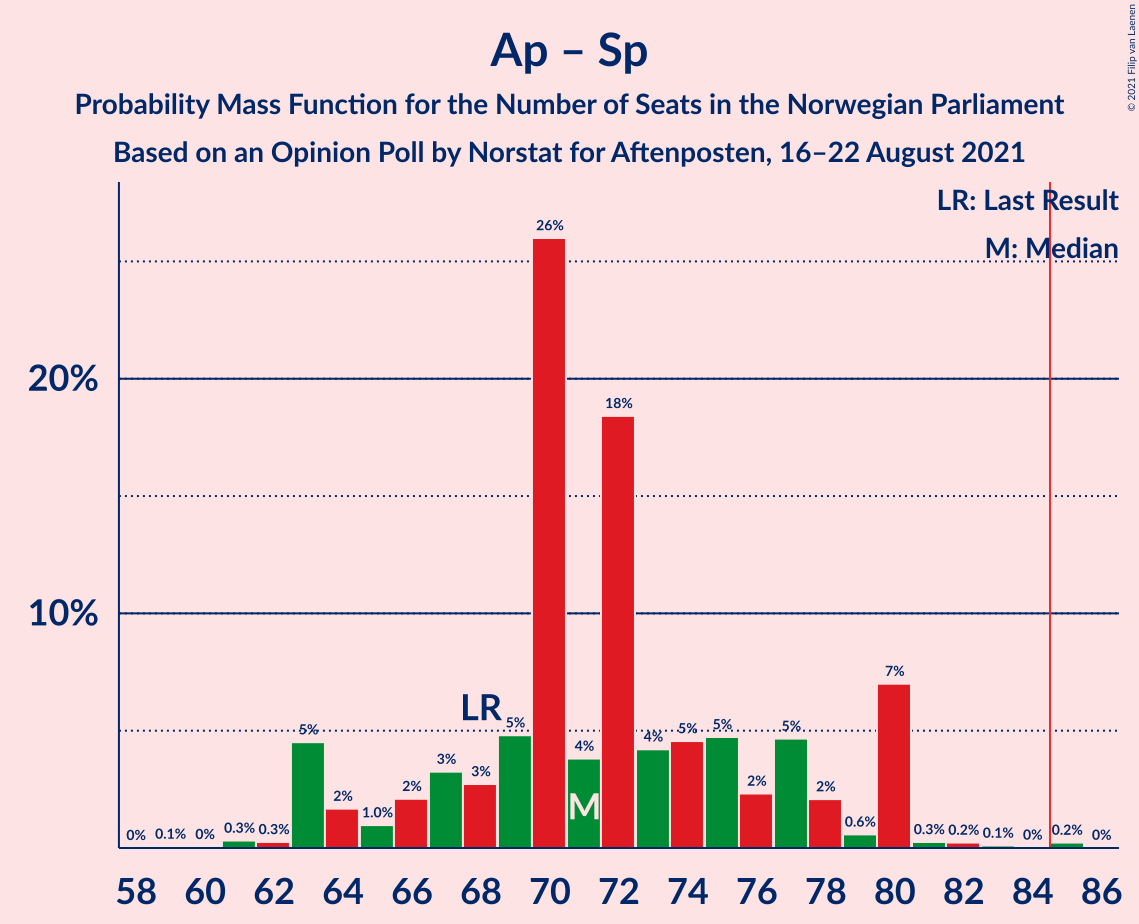 Ap – Sp
Probability Mass Function for the Number of Seats in the Norwegian Parliament
Based on an Opinion Poll by Norstat for Aftenposten, 16–22 August 2021
© 2021 Filip van Laenen
LR: Last Result
M: Median
20%
10%
0% 0.1% 0% 0.3% 0.3% 5% 2% 1.0% 2% 3% 3% 5% 26% 4% 18% 4% 5% 5% 2% 5% 2% 0.6% 7% 0.3% 0.2% 0.1% 0% 0.2% 0%
LR
M
58 60 62 64 66 68 70 72 74 76 78 80 82 84 86